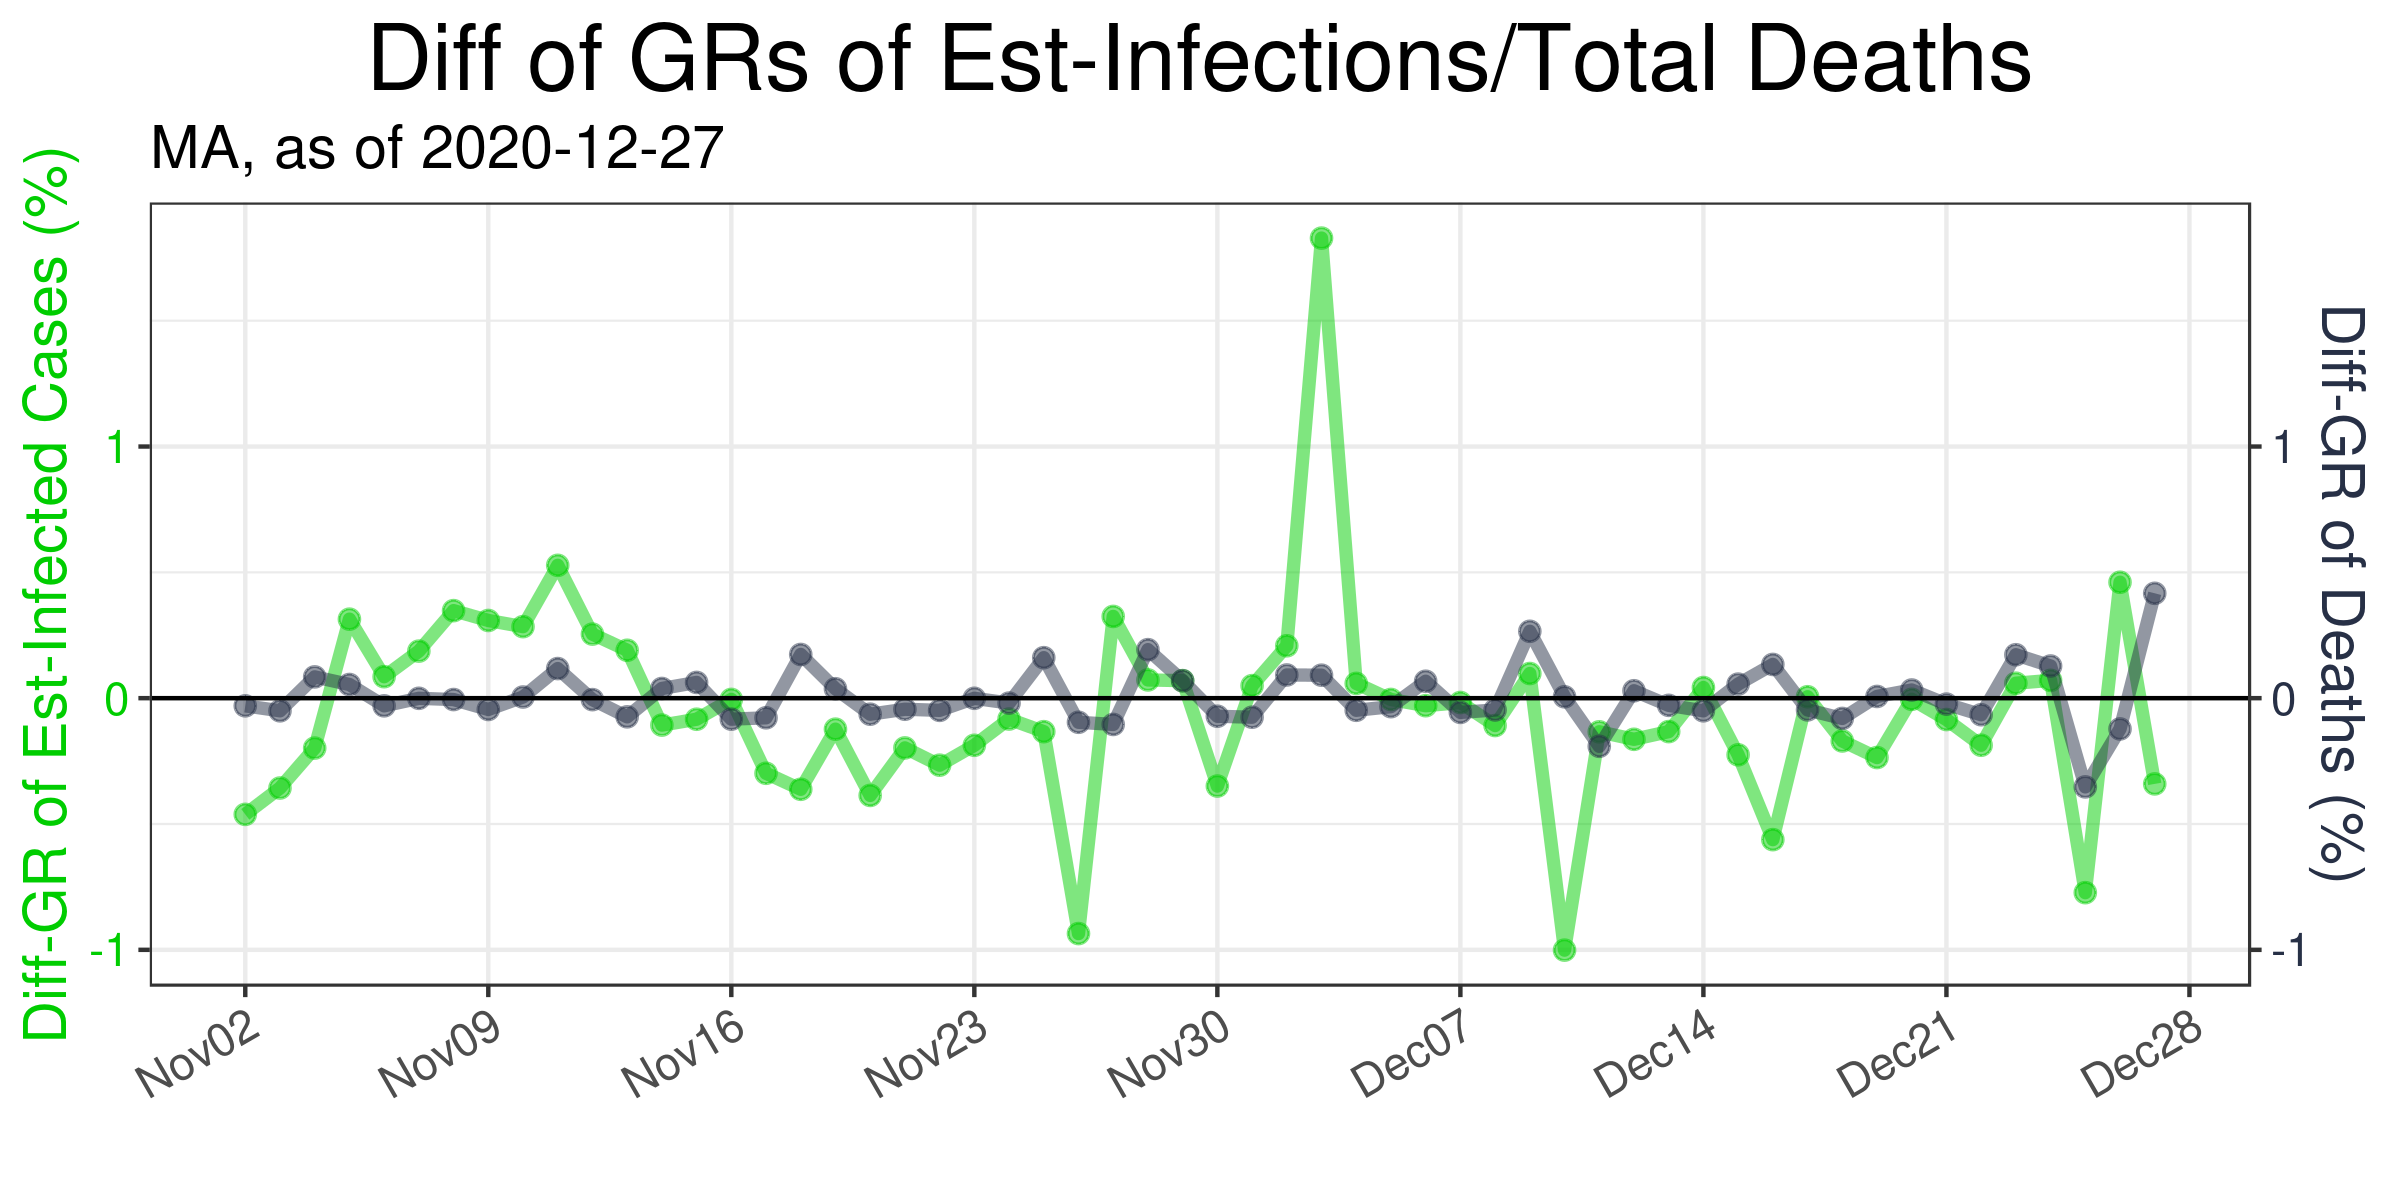 Diff of GRs of Est-Infections/Total Deaths
MA, as of 2020-12-27
Diff-GR of Est-Infected Cases (%)
1
0
-1
1
0
-1
Diff-GR of Deaths (%)
Nov02
Nov09
Nov16
Nov23
Nov30
Dec07
Dec14
Dec21
Dec28